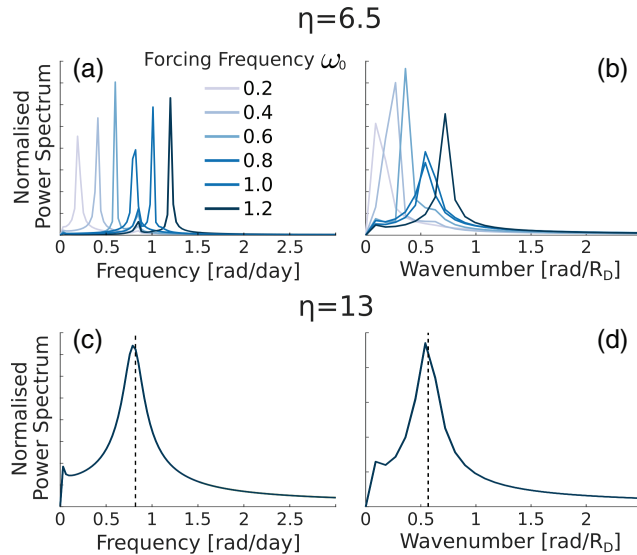 η=6.5
(a)
Forcing Frequency ω₀
0.2
0.4
0.6
0.8
1.0
1.2
Normalised
Power Spectrum
0 0.5 1 1.5 2 2.5
Frequency [rad/day]
(b)
0 0.5 1 1.5 2
Wavenumber [rad/R_D]
η=13
(c)
Normalised
Power Spectrum
0 0.5 1 1.5 2 2.5
Frequency [rad/day]
(d)
0 0.5 1 1.5 2
Wavenumber [rad/R_D]